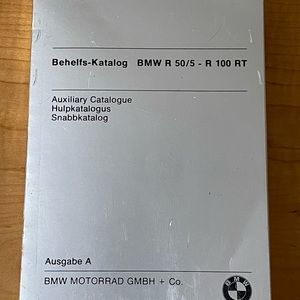 Behelfs-Katalog BMW R 50/5 - R 100 RT
Auxiliary Catalogue
Hulpkatalogus
Snabbkatalog
Ausgabe A
BMW MOTORRAD GMBH + Co.
BMW